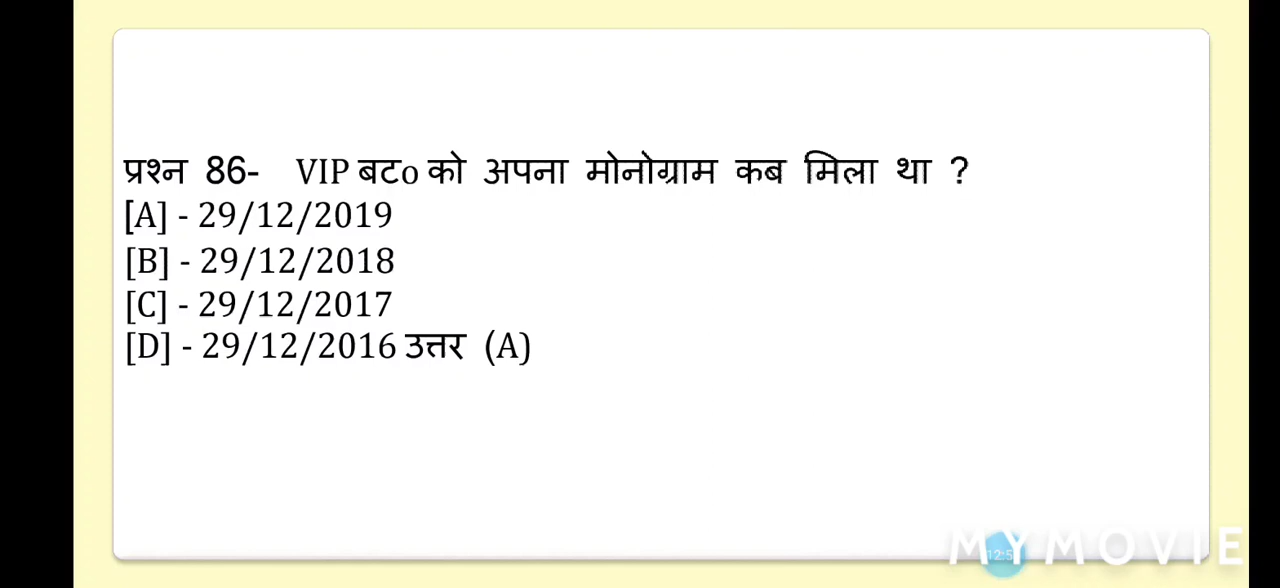 प्रश्न 86- VIP बटo को अपना मोनोग्राम कब मिला था ?
[A] - 29/12/2019
[B] - 29/12/2018
[C] - 29/12/2017
[D] - 29/12/2016 उत्तर (A)
MYMOVIE